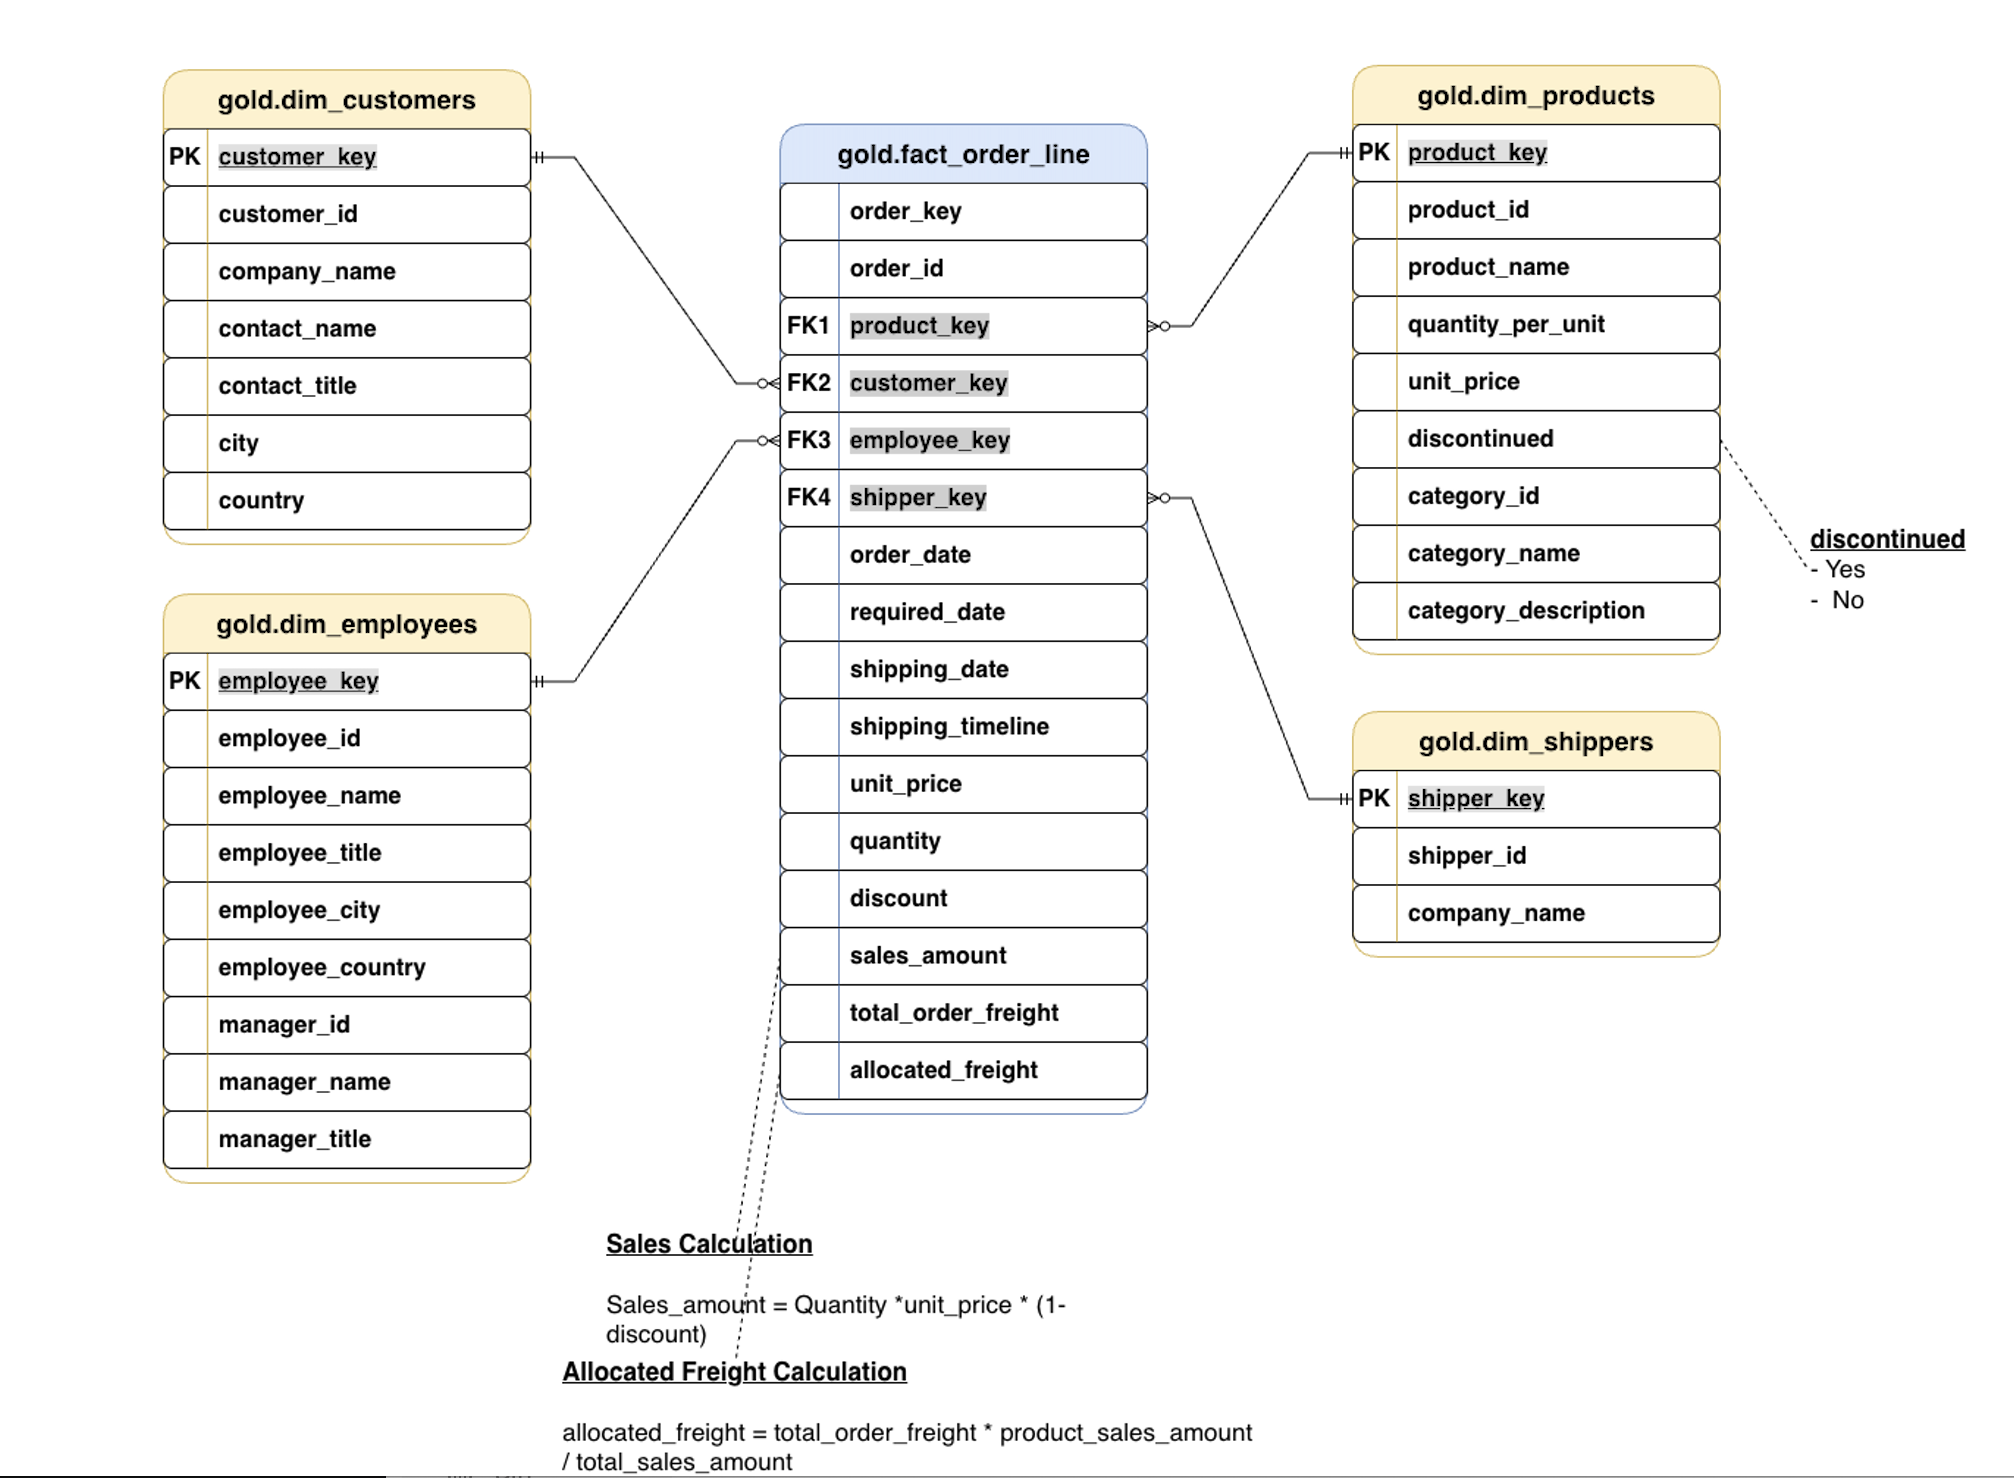 gold.dim_customers
PK customer_key
customer_id
company_name
contact_name
contact_title
city
country
gold.dim_employees
PK employee_key
employee_id
employee_name
employee_title
employee_city
employee_country
manager_id
manager_name
manager_title
gold.fact_order_line
order_key
order_id
FK1 product_key
FK2 customer_key
FK3 employee_key
FK4 shipper_key
order_date
required_date
shipping_date
shipping_timeline
unit_price
quantity
discount
sales_amount
total_order_freight
allocated_freight
gold.dim_products
PK product_key
product_id
product_name
quantity_per_unit
unit_price
discontinued
category_id
category_name
category_description
discontinued
- Yes
- No
gold.dim_shippers
PK shipper_key
shipper_id
company_name
Sales Calculation
Sales_amount = Quantity *unit_price * (1-
discount)
Allocated Freight Calculation
allocated_freight = total_order_freight * product_sales_amount
/ total_sales_amount